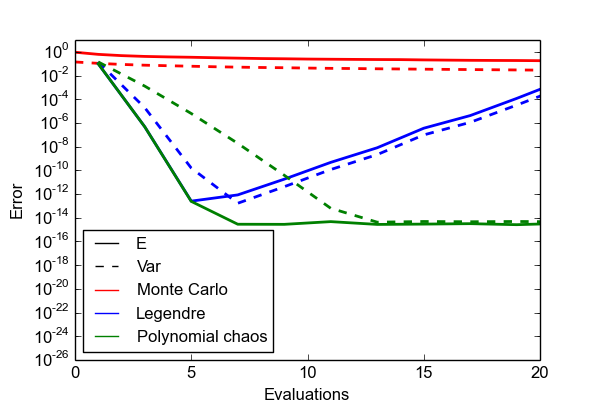 10^0
10^-2
10^-4
10^-6
10^-8
10^-10
10^-12
10^-14
10^-16
10^-18
10^-20
10^-22
10^-24
10^-26
Error
E
Var
Monte Carlo
Legendre
Polynomial chaos
0 5 10 15 20
Evaluations